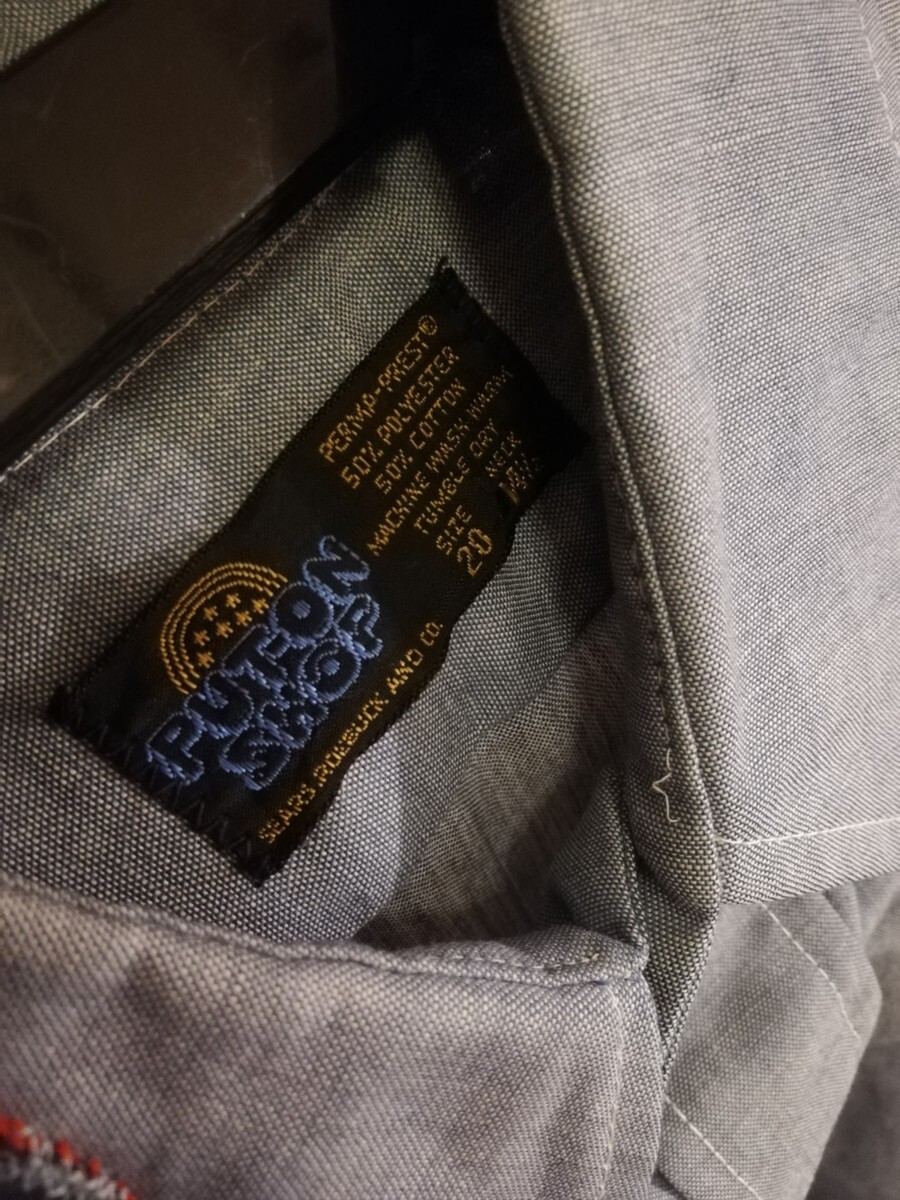 PUT-ON
SHOP
SEARS, ROEBUCK AND CO.
PERMA-PREST®
50% POLYESTER
50% COTTON
MACHINE WASH WARM
TUMBLE DRY
SIZE NECK
20